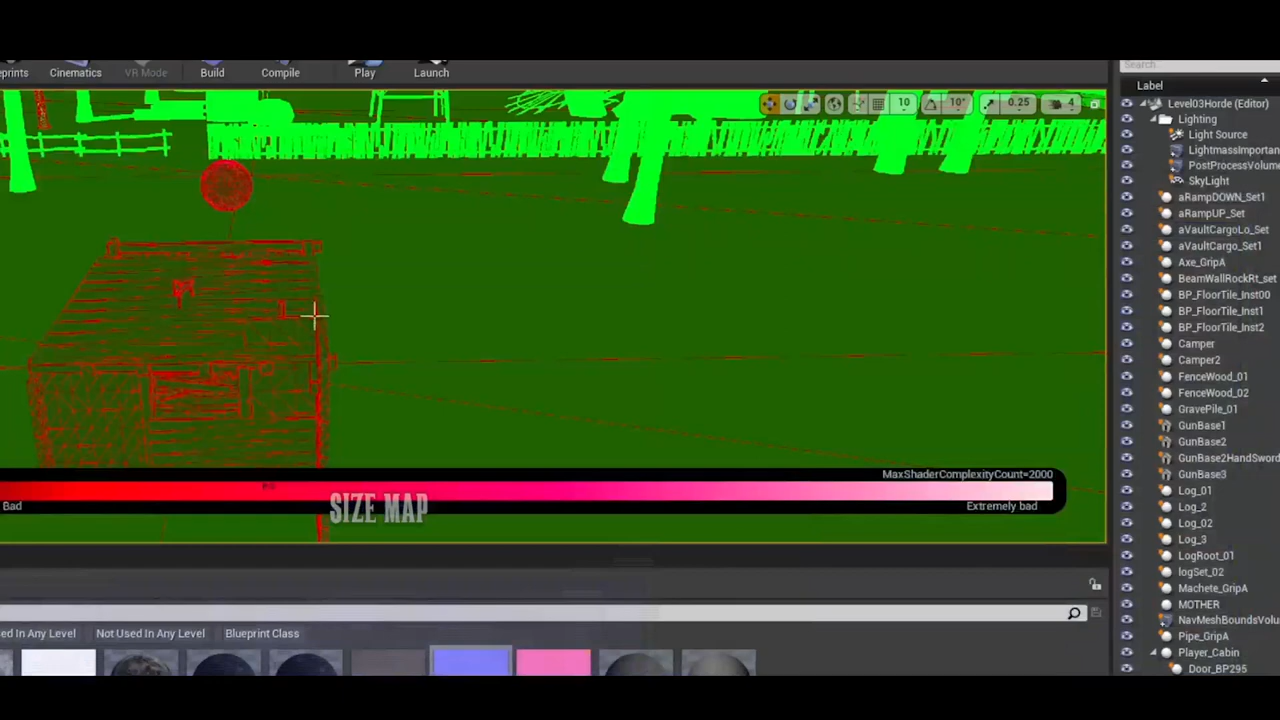 Search
eprints
Cinematics
VR Mode
Build
Compile
Play
Launch
Label
10
10°
0.25
4
Level03Horde (Editor)
Lighting
Light Source
LightmassImportan
PostProcessVolume
SkyLight
aRampDOWN_Set1
aRampUP_Set
aVaultCargoLo_Set
aVaultCargo_Set1
Axe_GripA
BeamWallRockRt_set
BP_FloorTile_Inst00
BP_FloorTile_Inst1
BP_FloorTile_Inst2
Camper
Camper2
FenceWood_01
FenceWood_02
GravePile_01
GunBase1
GunBase2
GunBase2HandSword
GunBase3
Log_01
Log_2
Log_02
Log_3
LogRoot_01
logSet_02
Machete_GripA
MOTHER
NavMeshBoundsVolu
Pipe_GripA
Player_Cabin
Door_BP295
MaxShaderComplexityCount=2000
Bad
Extremely bad
SIZE MAP
ed In Any Level
Not Used In Any Level
Blueprint Class